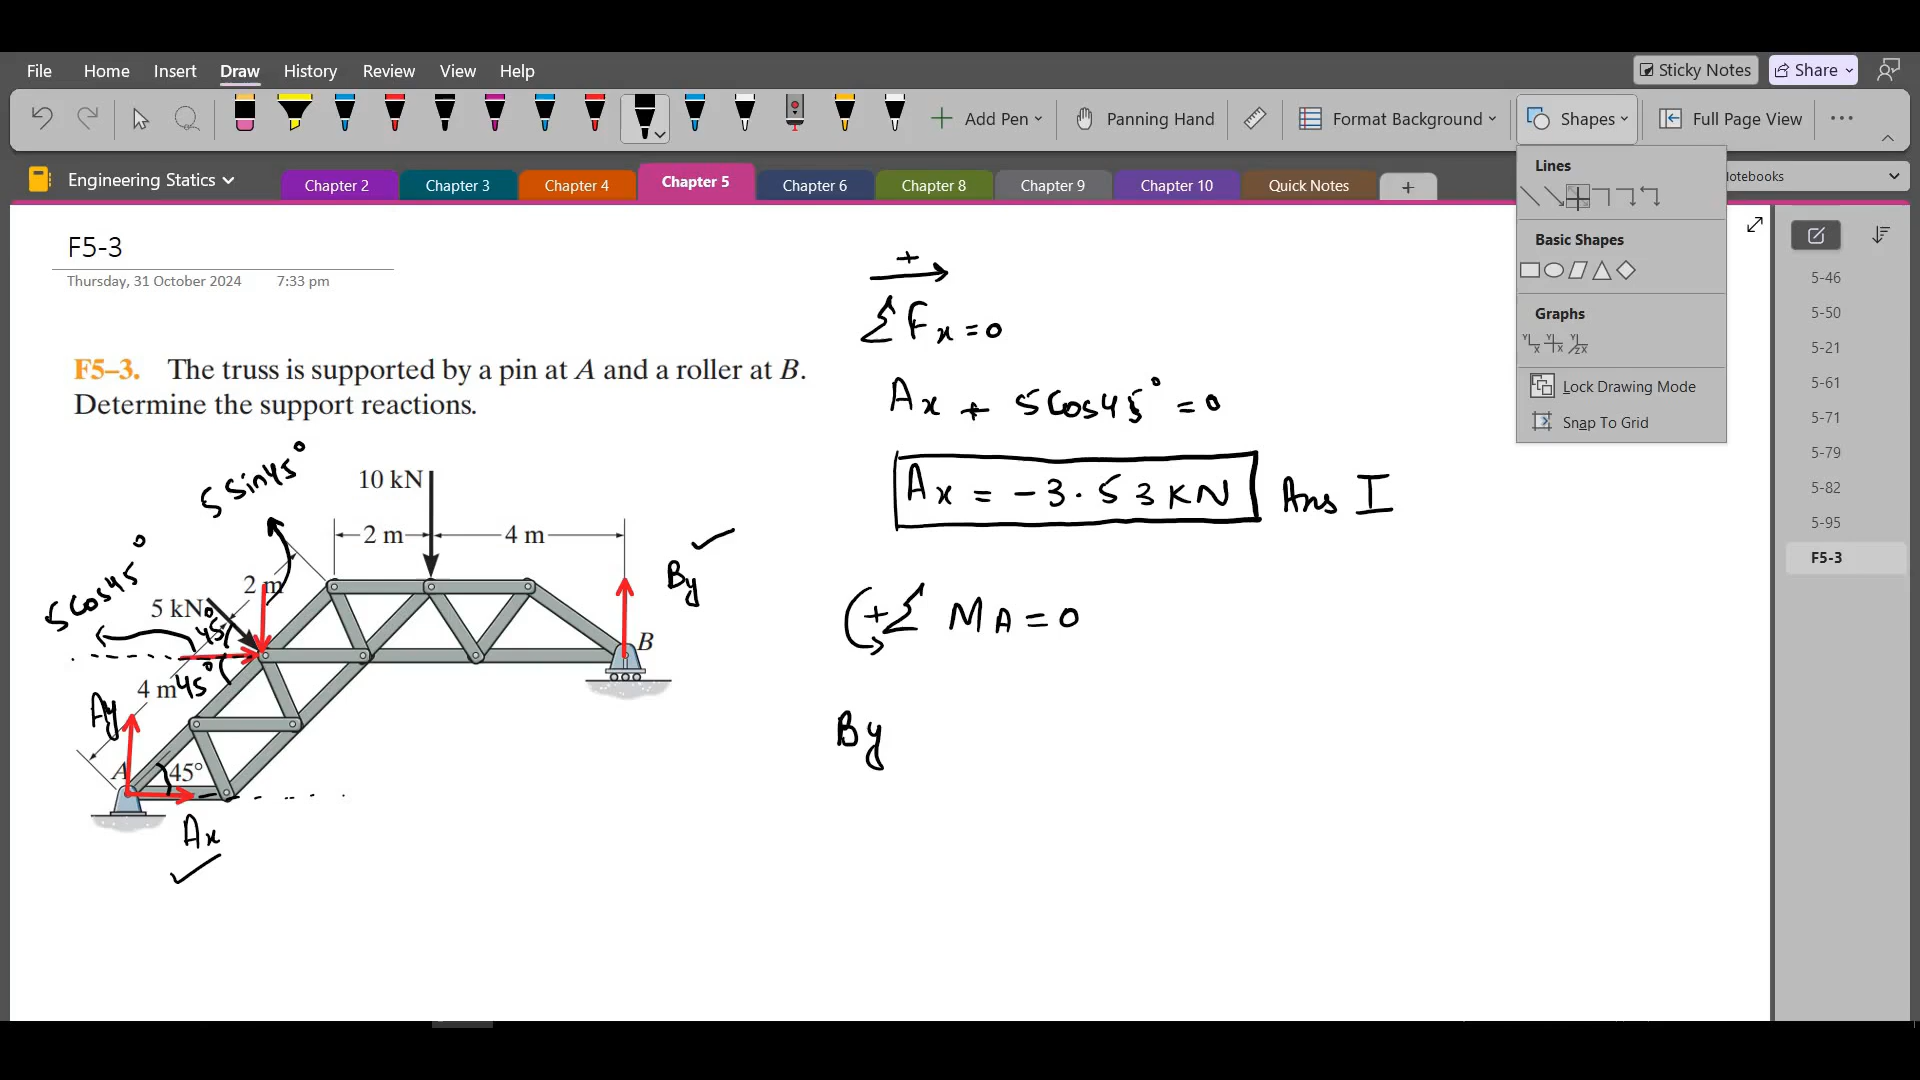 File Home Insert Draw History Review View Help Sticky Notes Share
Add Pen Panning Hand Format Background Shapes Full Page View
Engineering Statics Chapter 2 Chapter 3 Chapter 4 Chapter 5 Chapter 6 Chapter 8 Chapter 9 Chapter 10 Quick Notes + otebooks
Lines
Basic Shapes
Graphs
Lock Drawing Mode
Snap To Grid
5-46
5-50
5-21
5-61
5-71
5-79
5-82
5-95
F5-3
F5-3
Thursday, 31 October 2024 7:33 pm
F5–3. The truss is supported by a pin at A and a roller at B.
Determine the support reactions.
5 sin45°
10 kN
2 m
4 m
5 cos45°
2 m
By
5 kN
45°
B
45°
4 m
Ay
A
45°
Ax
+
ΣFx=0
Ax + 5cos45° =0
Ax = -3.53KN Ans I
(+Σ MA=0
By